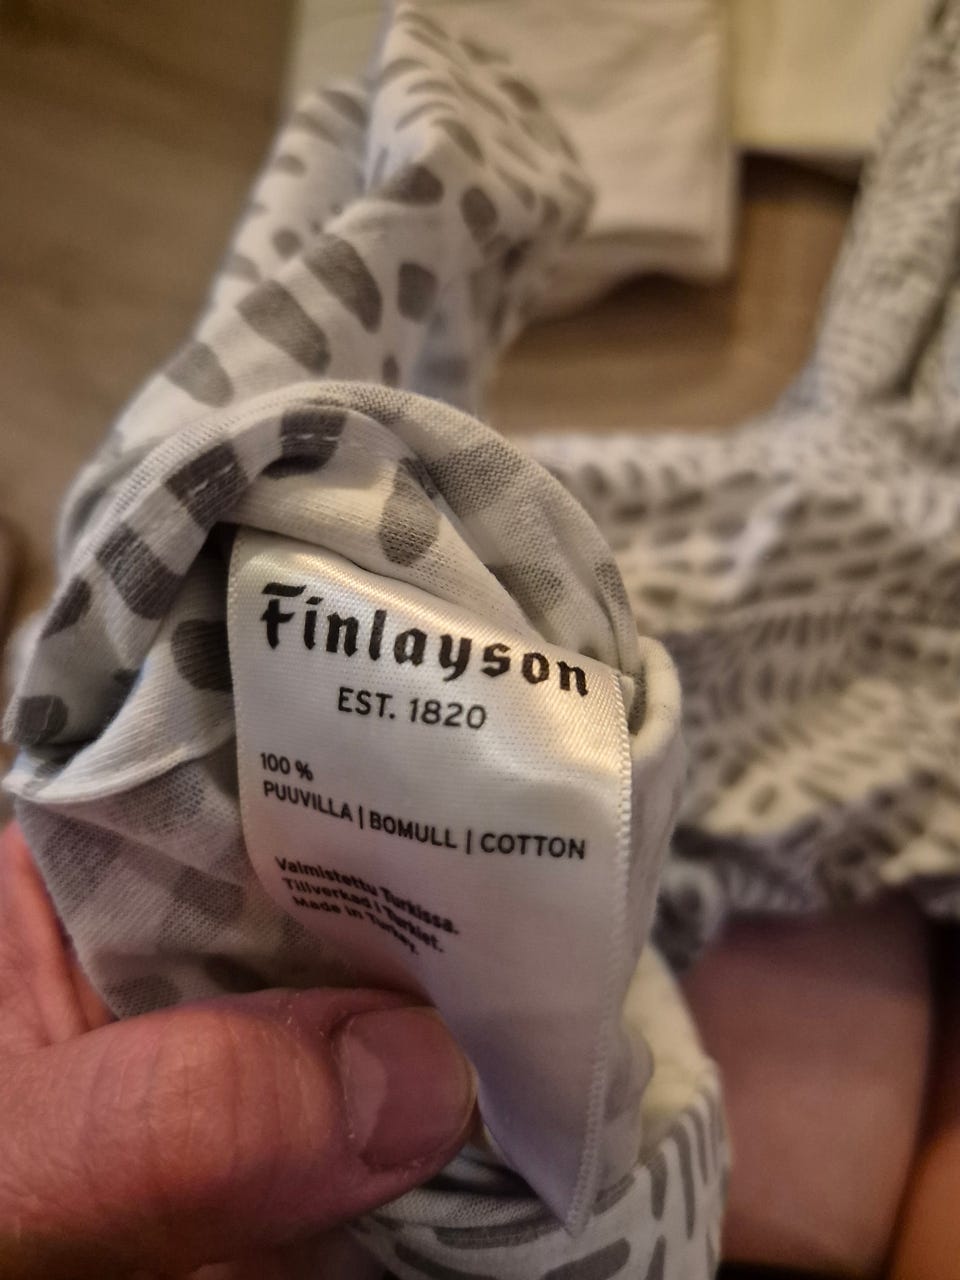 Finlayson
EST. 1820
100 %
PUUVILLA | BOMULL | COTTON
Valmistettu Turkissa.
Tillverkad i Turkiet.
Made in Turkey.